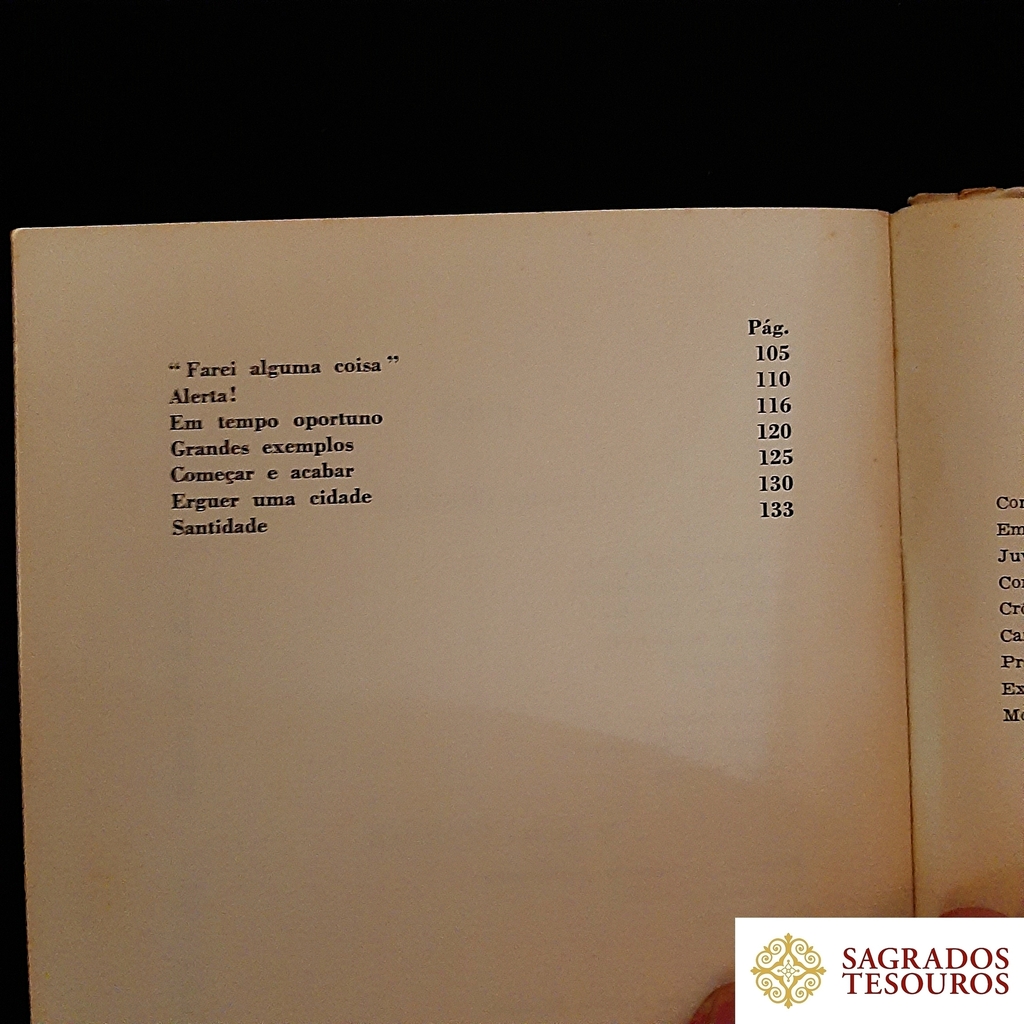 Pág.
“Farei alguma coisa” 105
Alerta! 110
Em tempo oportuno 116
Grandes exemplos 120
Começar e acabar 125
Erguer uma cidade 130
Santidade 133
SAGRADOS
TESOUROS